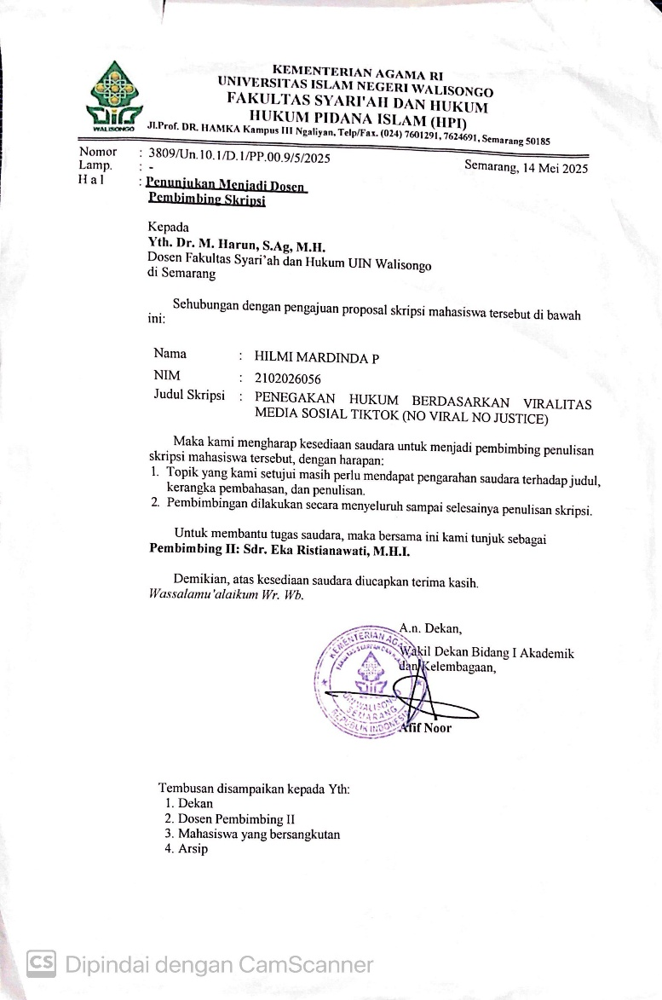 KEMENTERIAN AGAMA RI
UNIVERSITAS ISLAM NEGERI WALISONGO
FAKULTAS SYARI'AH DAN HUKUM
HUKUM PIDANA ISLAM (HPI)
Jl.Prof. DR. HAMKA Kampus III Ngaliyan, Telp/Fax. (024) 7601291, 7624691, Semarang 50185
WALISONGO
Nomor : 3809/Un.10.1/D.1/PP.00.9/5/2025 Semarang, 14 Mei 2025
Lamp. : -
H a l : Penunjukan Menjadi Dosen
Pembimbing Skripsi
Kepada
Yth. Dr. M. Harun, S.Ag, M.H.
Dosen Fakultas Syari'ah dan Hukum UIN Walisongo
di Semarang
Sehubungan dengan pengajuan proposal skripsi mahasiswa tersebut di bawah
ini:
Nama : HILMI MARDINDA P
NIM : 2102026056
Judul Skripsi : PENEGAKAN HUKUM BERDASARKAN VIRALITAS
MEDIA SOSIAL TIKTOK (NO VIRAL NO JUSTICE)
Maka kami mengharap kesediaan saudara untuk menjadi pembimbing penulisan
skripsi mahasiswa tersebut, dengan harapan:
1. Topik yang kami setujui masih perlu mendapat pengarahan saudara terhadap judul,
kerangka pembahasan, dan penulisan.
2. Pembimbingan dilakukan secara menyeluruh sampai selesainya penulisan skripsi.
Untuk membantu tugas saudara, maka bersama ini kami tunjuk sebagai
Pembimbing II: Sdr. Eka Ristianawati, M.H.I.
Demikian, atas kesediaan saudara diucapkan terima kasih.
Wassalamu'alaikum Wr. Wb.
A.n. Dekan,
Wakil Dekan Bidang I Akademik
dan Kelembagaan,
KEMENTERIAN AGAMA
UIN WALISONGO
SEMARANG
REPUBLIK INDONESIA
Afif Noor
Tembusan disampaikan kepada Yth:
1. Dekan
2. Dosen Pembimbing II
3. Mahasiswa yang bersangkutan
4. Arsip
CS Dipindai dengan CamScanner